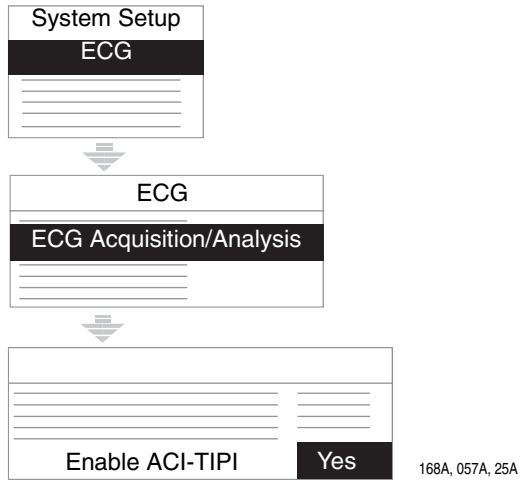 System Setup
ECG
ECG
ECG Acquisition/Analysis
Enable ACI-TIPI Yes
168A, 057A, 25A